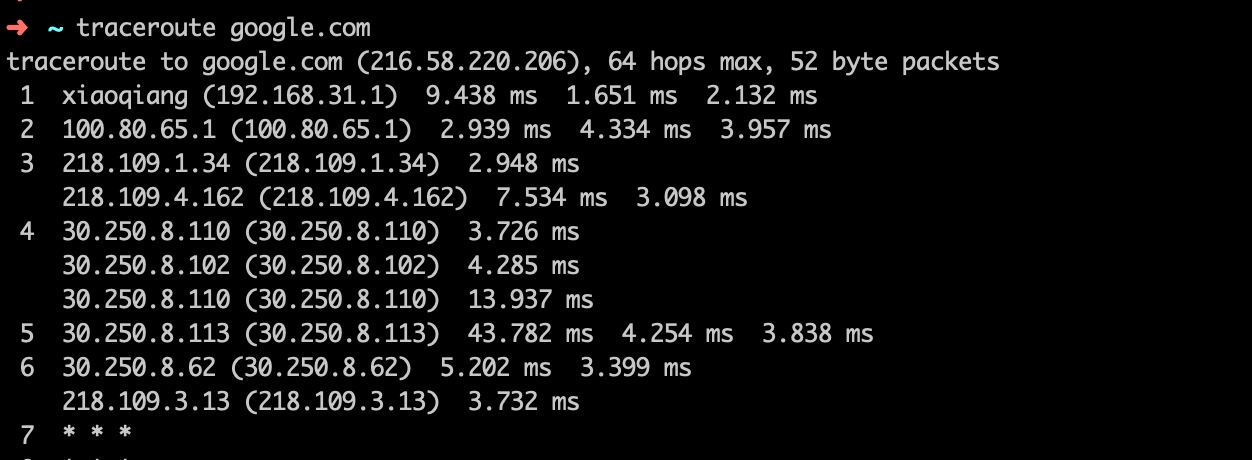 ➜ ~ traceroute google.com
traceroute to google.com (216.58.220.206), 64 hops max, 52 byte packets
1 xiaoqiang (192.168.31.1) 9.438 ms 1.651 ms 2.132 ms
2 100.80.65.1 (100.80.65.1) 2.939 ms 4.334 ms 3.957 ms
3 218.109.1.34 (218.109.1.34) 2.948 ms
218.109.4.162 (218.109.4.162) 7.534 ms 3.098 ms
4 30.250.8.110 (30.250.8.110) 3.726 ms
30.250.8.102 (30.250.8.102) 4.285 ms
30.250.8.110 (30.250.8.110) 13.937 ms
5 30.250.8.113 (30.250.8.113) 43.782 ms 4.254 ms 3.838 ms
6 30.250.8.62 (30.250.8.62) 5.202 ms 3.399 ms
218.109.3.13 (218.109.3.13) 3.732 ms
7 * * *